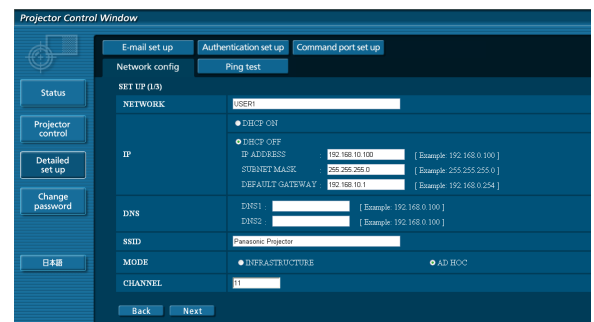 Projector Control Window
E-mail set up
Authentication set up
Command port set up
Network config
Ping test
Status
Projector control
Detailed set up
Change password
日本語
SET UP (1/3)
NETWORK USER1
IP
DHCP ON
DHCP OFF
IP ADDRESS : 192.168.10.100 [ Example: 192.168.0.100 ]
SUBNET MASK : 255.255.255.0 [ Example: 255.255.255.0 ]
DEFAULT GATEWAY : 192.168.10.1 [ Example: 192.168.0.254 ]
DNS
DNS1 : [ Example: 192.168.0.100 ]
DNS2 : [ Example: 192.168.0.100 ]
SSID Panasonic Projector
MODE INFRASTRUCTURE AD HOC
CHANNEL 11
Back Next